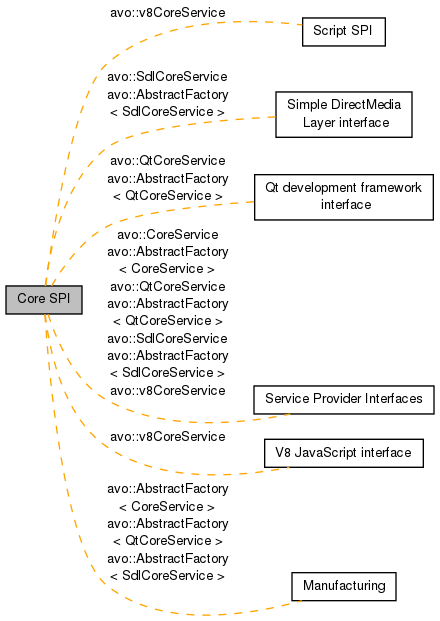 avo::v8CoreService
Script SPI
avo::SdlCoreService
avo::AbstractFactory
< SdlCoreService >
Simple DirectMedia
Layer interface
avo::QtCoreService
avo::AbstractFactory
< QtCoreService >
Qt development framework
interface
avo::CoreService
avo::AbstractFactory
< CoreService >
avo::QtCoreService
avo::AbstractFactory
< QtCoreService >
avo::SdlCoreService
avo::AbstractFactory
< SdlCoreService >
avo::v8CoreService
Core SPI
Service Provider Interfaces
avo::v8CoreService
V8 JavaScript interface
avo::AbstractFactory
< CoreService >
avo::AbstractFactory
< QtCoreService >
avo::AbstractFactory
< SdlCoreService >
Manufacturing